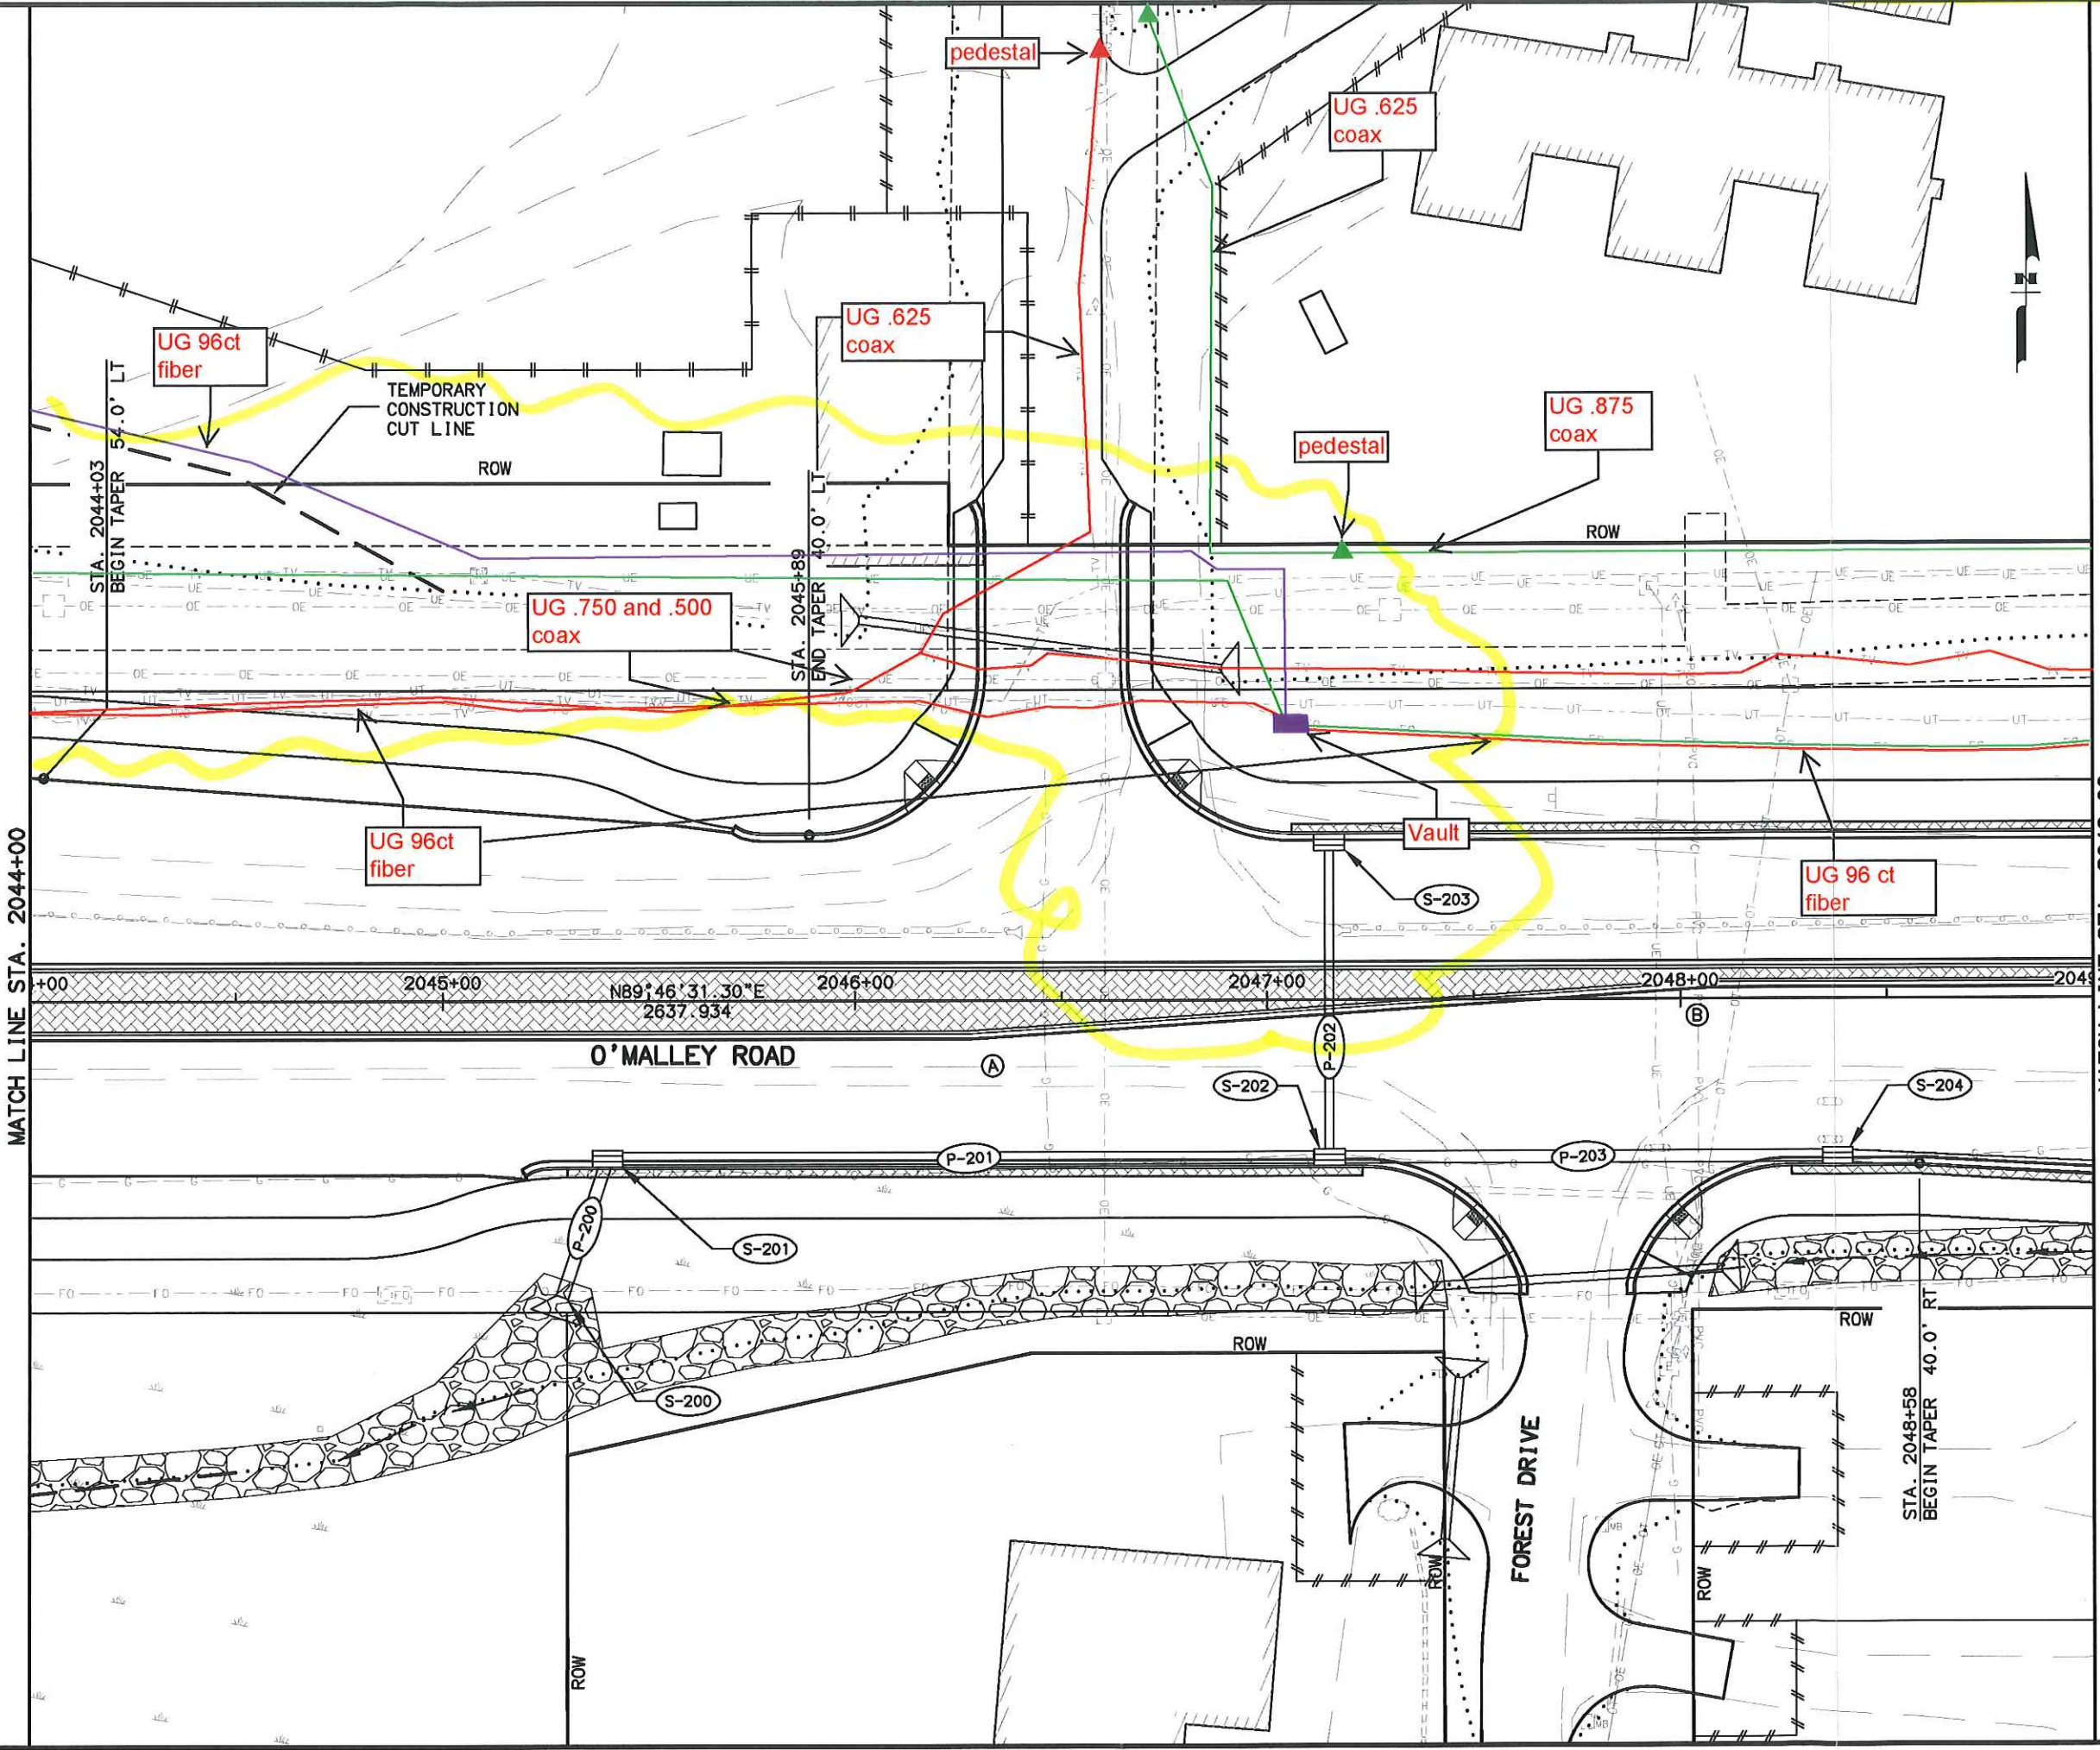 pedestal
UG .625
coax
UG .625
coax
UG 96ct
fiber
TEMPORARY
CONSTRUCTION
CUT LINE
UG .875
coax
pedestal
N
ROW
ROW
STA. 2044+03
BEGIN TAPER 54.0' LT
STA. 2045+89
END TAPER 40.0' LT
UG .750 and .500
coax
UG 96ct
fiber
Vault
UG 96 ct
fiber
S-203
MATCH LINE STA. 2044+00
+00
2045+00
2046+00
2047+00
2048+00
N89°46'31.30"E
2637.934
O'MALLEY ROAD
A
B
P-202
S-202
S-204
P-201
P-203
P-200
S-201
S-200
ROW
ROW
ROW
ROW
ROW
FOREST DRIVE
STA. 2048+58
BEGIN TAPER 40.0' RT